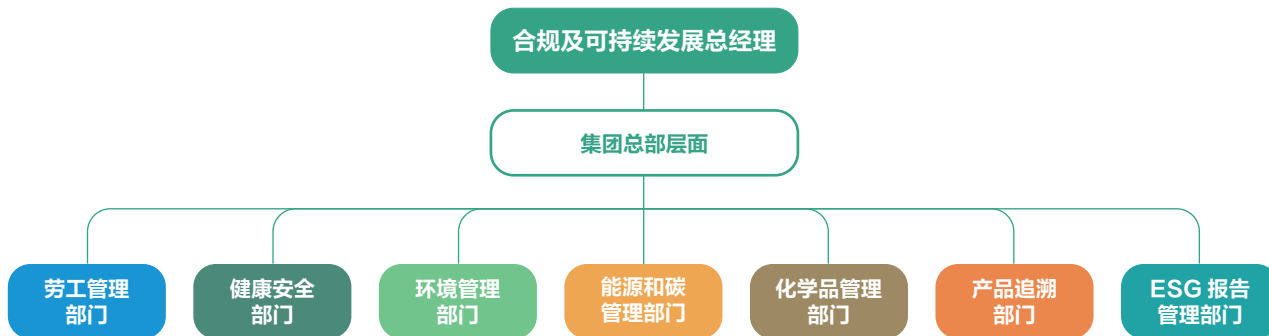 合规及可持续发展总经理
集团总部层面
劳工管理
部门
健康安全
部门
环境管理
部门
能源和碳
管理部门
化学品管理
部门
产品追溯
部门
ESG 报告
管理部门